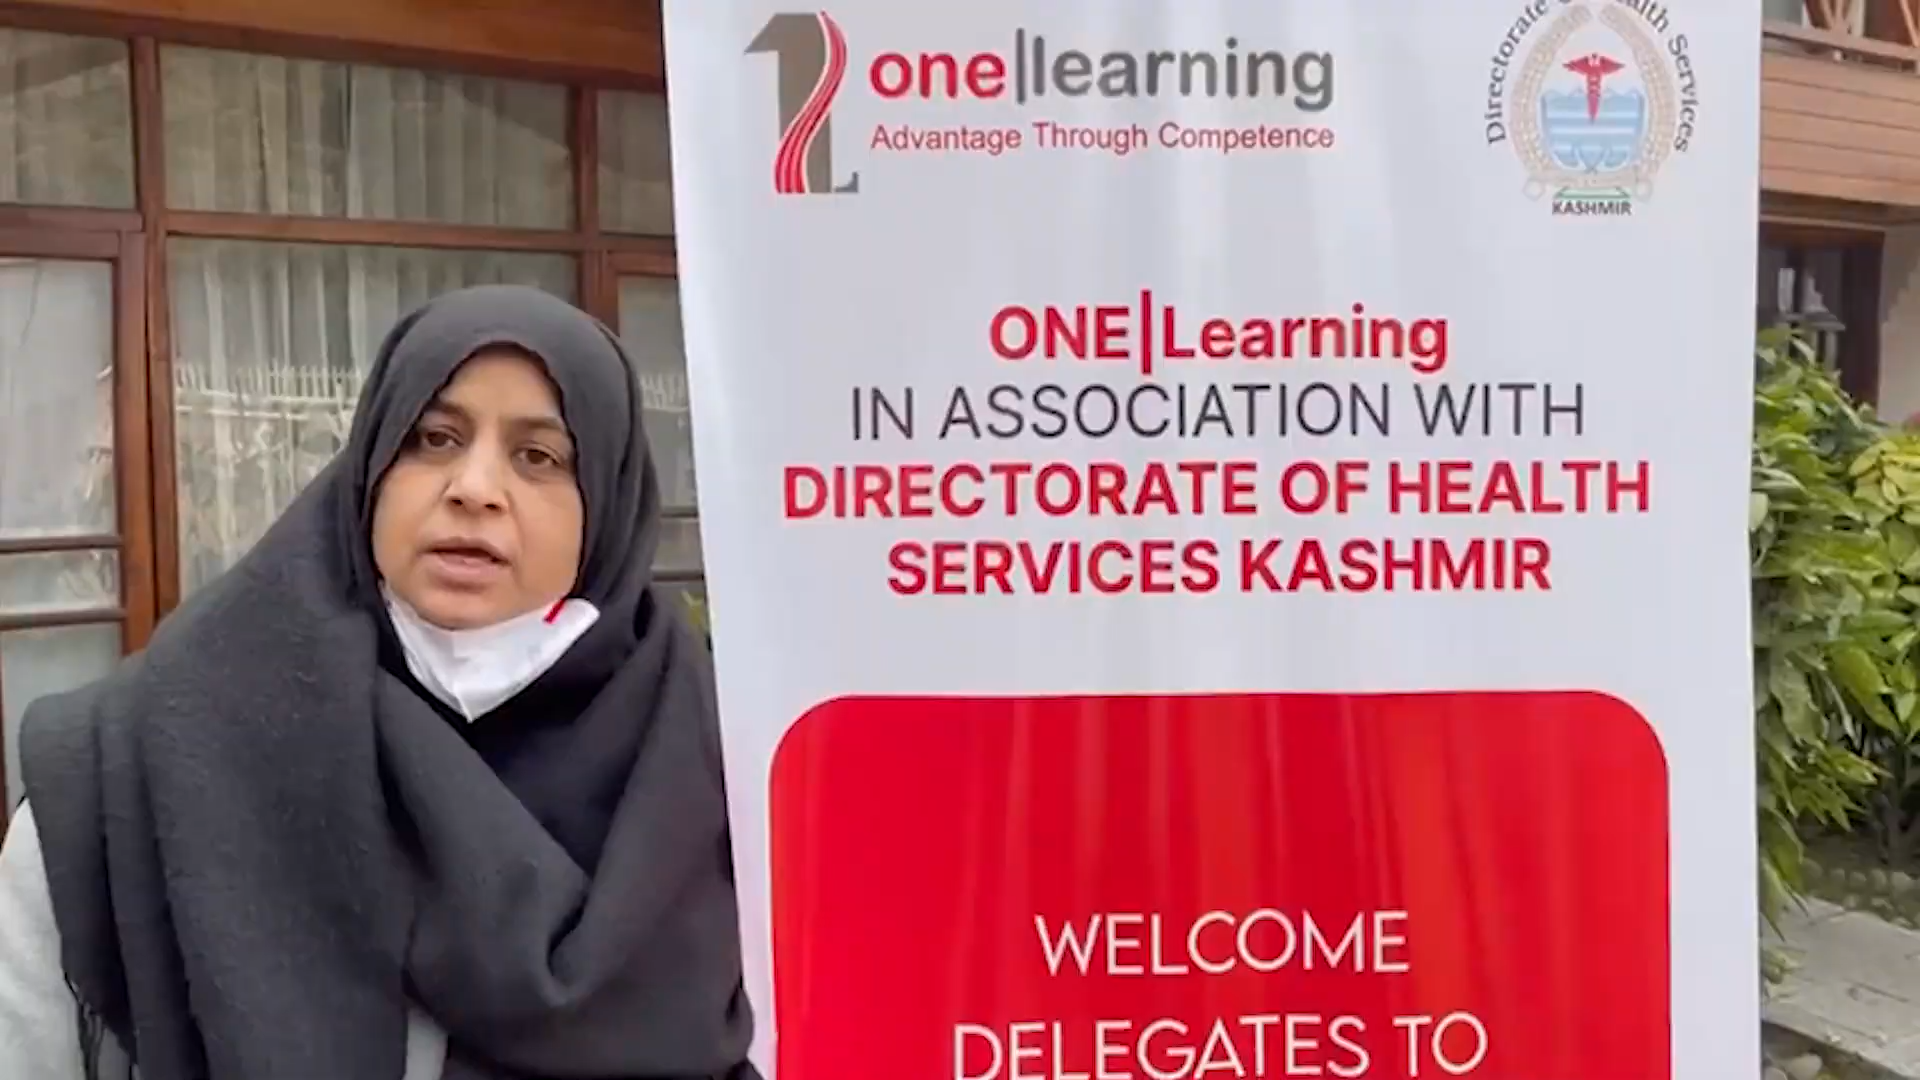 one|learning
Advantage Through Competence
Directorate Health Services
KASHMIR
ONE|Learning
IN ASSOCIATION WITH
DIRECTORATE OF HEALTH
SERVICES KASHMIR
WELCOME
DELEGATES TO